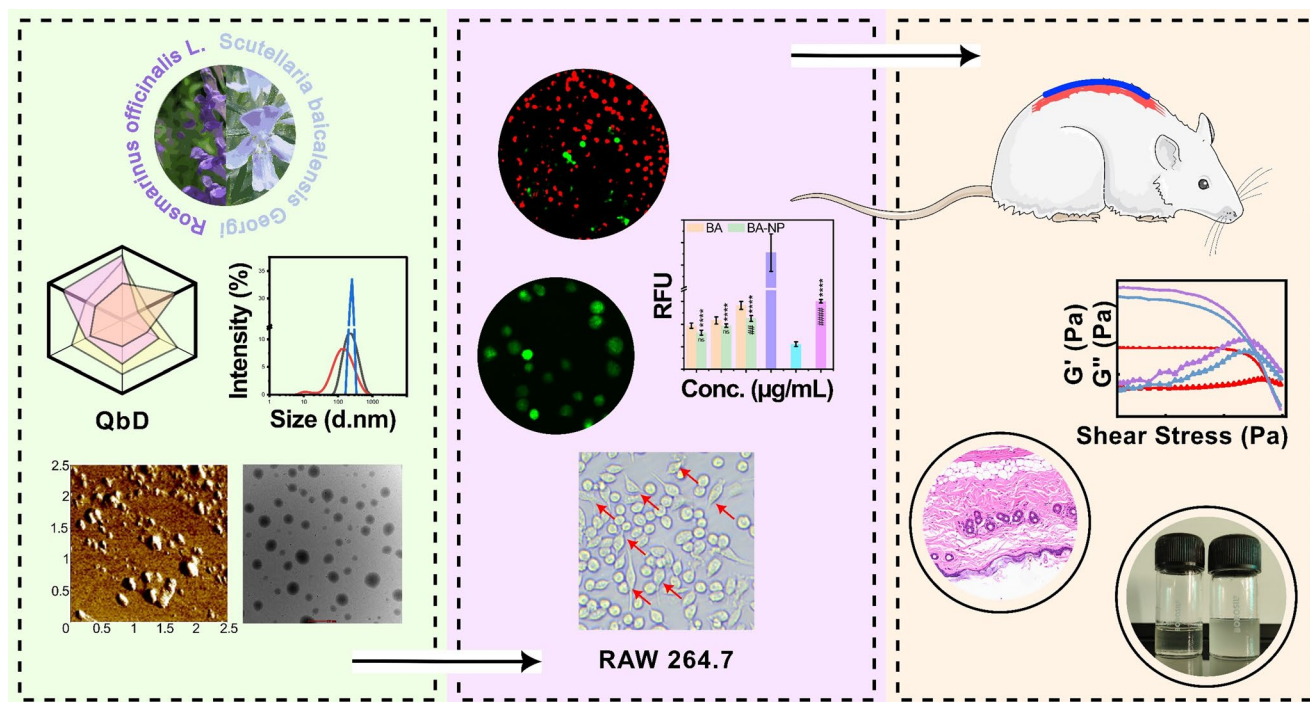 Rosmarinus officinalis L.
Scutellaria baicalensis Georgi
QbD
Intensity (%)
35
30
10
5
0
1 10 100 1000
Size (d.nm)
2.5
2
1.5
1
0.5
0 0.5 1 1.5 2 2.5
RFU
BA BA-NP
****
ns
****
ns
****
##
****
####
Conc. (µg/mL)
RAW 264.7
G' (Pa)
G'' (Pa)
Shear Stress (Pa)